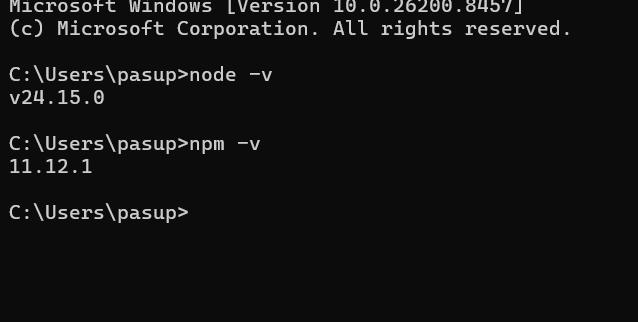 Microsoft Windows [Version 10.0.26200.8457]
(c) Microsoft Corporation. All rights reserved.
C:\Users\pasup>node -v
v24.15.0
C:\Users\pasup>npm -v
11.12.1
C:\Users\pasup>